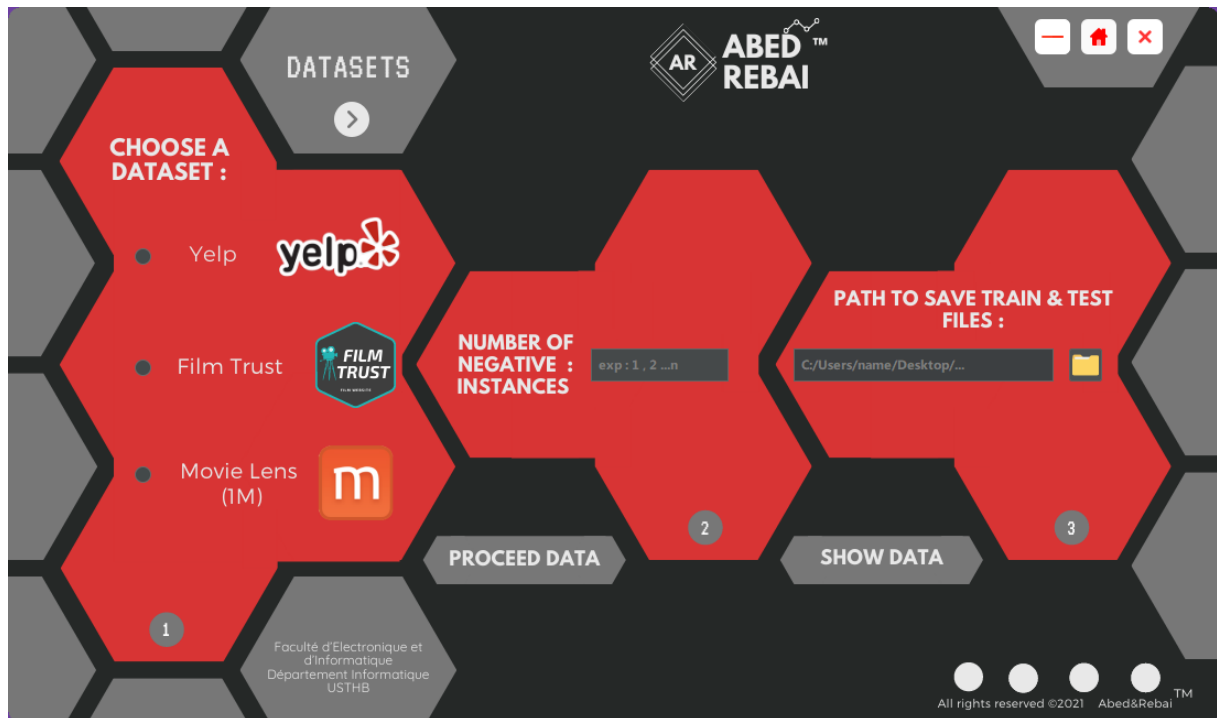 DATASETS
AR
ABED ™
REBAI
CHOOSE A
DATASET :
Yelp
yelp
Film Trust
FILM
TRUST
FILM WEBSITE
Movie Lens
(1M)
m
1
NUMBER OF
NEGATIVE :
INSTANCES
exp : 1 , 2 ...n
2
PATH TO SAVE TRAIN & TEST
FILES :
C:/Users/name/Desktop/...
3
PROCEED DATA
SHOW DATA
Faculté d'Electronique et
d'Informatique
Département Informatique
USTHB
All rights reserved ©2021 Abed&Rebai TM